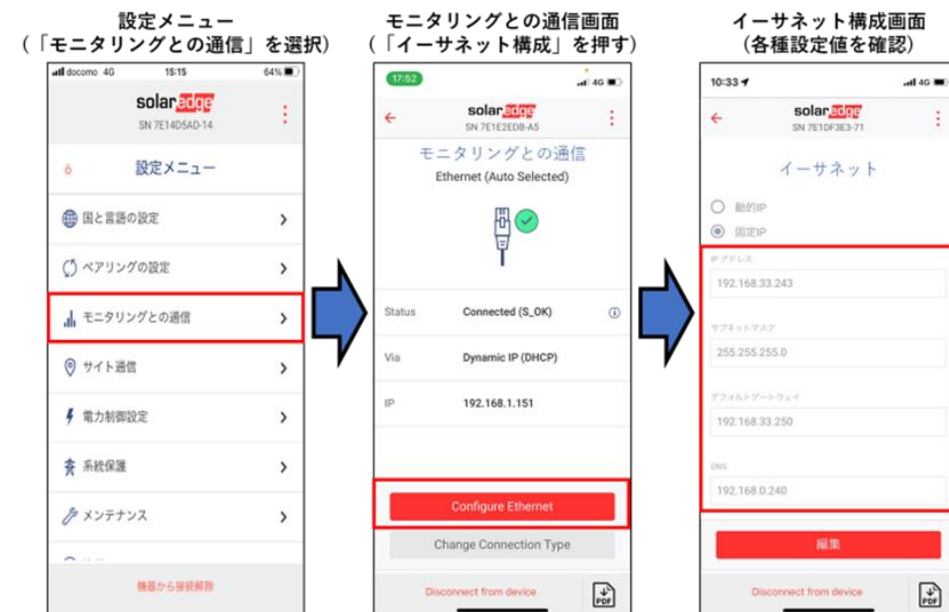 設定メニュー
（「モニタリングとの通信」を選択）
docomo 4G 15:15 64%
solaredge
SN 7E14D5AD-14
設定メニュー
国と言語の設定
ペアリングの設定
モニタリングとの通信
サイト通信
電力制御設定
系統保護
メンテナンス
機器から接続解除
モニタリングとの通信画面
（「イーサネット構成」を押す）
17:52 4G
solaredge
SN 7E1E2EDB-A5
モニタリングとの通信
Ethernet (Auto Selected)
Status Connected (S_OK)
Via Dynamic IP (DHCP)
IP 192.168.1.151
Configure Ethernet
Change Connection Type
Disconnect from device
PDF
イーサネット構成画面
（各種設定値を確認）
10:33 4G
solaredge
SN 7E1DF3E3-71
イーサネット
動的IP
固定IP
IP アドレス
192.168.33.243
サブネットマスク
255.255.255.0
デフォルトゲートウェイ
192.168.33.250
DNS
192.168.0.240
編集
Disconnect from device
PDF